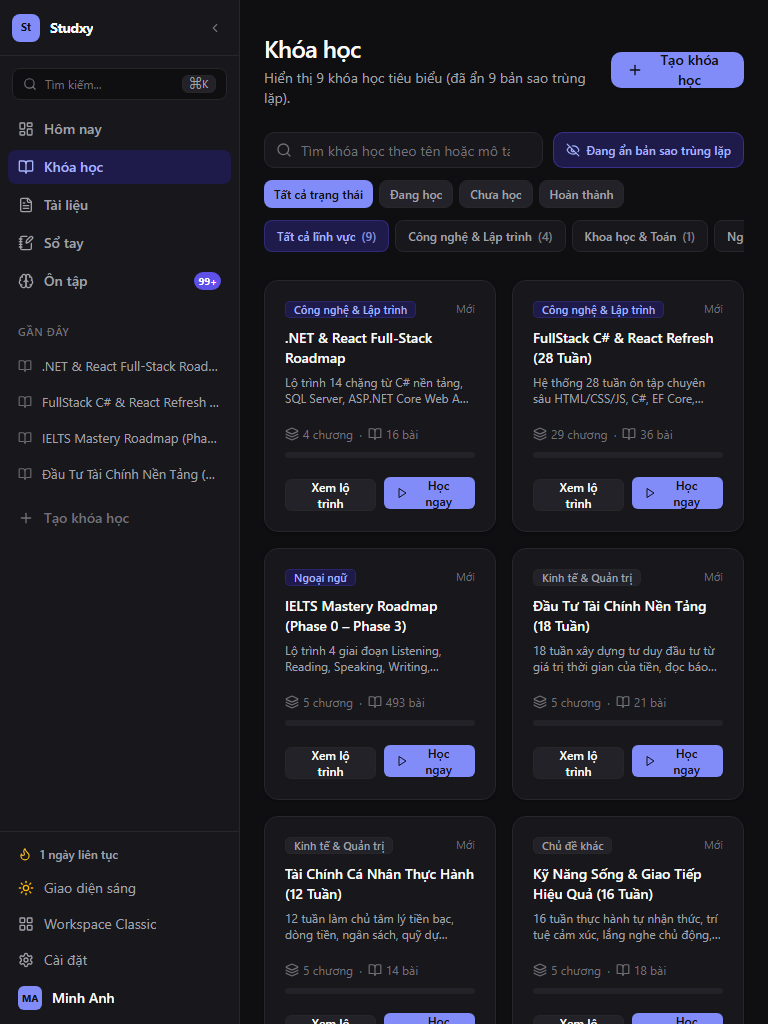 St
Studxy
Tìm kiếm...
⌘K
Hôm nay
Khóa học
Tài liệu
Sổ tay
Ôn tập
99+
GẦN ĐÂY
.NET & React Full-Stack Road...
FullStack C# & React Refresh ...
IELTS Mastery Roadmap (Pha...
Đầu Tư Tài Chính Nền Tảng (...
Tạo khóa học
1 ngày liên tục
Giao diện sáng
Workspace Classic
Cài đặt
MA
Minh Anh
Khóa học
Hiển thị 9 khóa học tiêu biểu (đã ẩn 9 bản sao trùng
lặp).
Tạo khóa
học
Tìm khóa học theo tên hoặc mô tả
Đang ẩn bản sao trùng lặp
Tất cả trạng thái
Đang học
Chưa học
Hoàn thành
Tất cả lĩnh vực (9)
Công nghệ & Lập trình (4)
Khoa học & Toán (1)
Ng
Công nghệ & Lập trình
Mới
.NET & React Full-Stack
Roadmap
Lộ trình 14 chặng từ C# nền tảng,
SQL Server, ASP.NET Core Web A...
4 chương · 16 bài
Xem lộ
trình
Học
ngay
Công nghệ & Lập trình
Mới
FullStack C# & React Refresh
(28 Tuần)
Hệ thống 28 tuần ôn tập chuyên
sâu HTML/CSS/JS, C#, EF Core,...
29 chương · 36 bài
Xem lộ
trình
Học
ngay
Ngoại ngữ
Mới
IELTS Mastery Roadmap
(Phase 0 – Phase 3)
Lộ trình 4 giai đoạn Listening,
Reading, Speaking, Writing,...
5 chương · 493 bài
Xem lộ
trình
Học
ngay
Kinh tế & Quản trị
Mới
Đầu Tư Tài Chính Nền Tảng
(18 Tuần)
18 tuần xây dựng tư duy đầu tư từ
giá trị thời gian của tiền, đọc báo...
5 chương · 21 bài
Xem lộ
trình
Học
ngay
Kinh tế & Quản trị
Mới
Tài Chính Cá Nhân Thực Hành
(12 Tuần)
12 tuần làm chủ tâm lý tiền bạc,
dòng tiền, ngân sách, quỹ dự...
5 chương · 14 bài
Xem lộ
Học
Chủ đề khác
Mới
Kỹ Năng Sống & Giao Tiếp
Hiệu Quả (16 Tuần)
16 tuần thực hành tự nhận thức, trí
tuệ cảm xúc, lắng nghe chủ động,...
5 chương · 18 bài
Xem lộ
Học